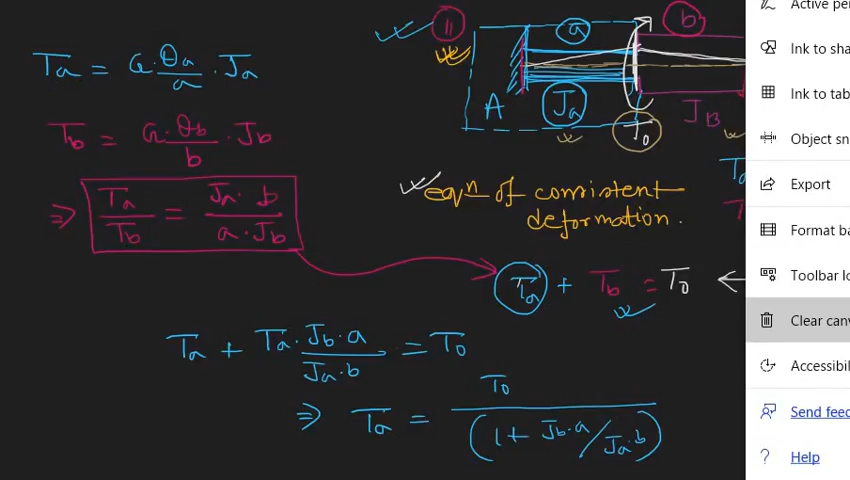 Ta = G·θa/a · Ja
Tb = G·θb/b · Jb
⇒ Ta/Tb = Ja·b/a·Jb
11
a
b
A
Ja
JB
T0
Ta
T
eqn of consistent
deformation.
Ta + Tb = T0 ←
Ta + Ta· Jb·a/Ja·b = T0
⇒ Ta = T0/(1+ Jb·a/Ja·b)
Active pe
Ink to sha
Ink to tab
Object sn
Export
Format ba
Toolbar lo
Clear canv
Accessibil
Send feed
Help